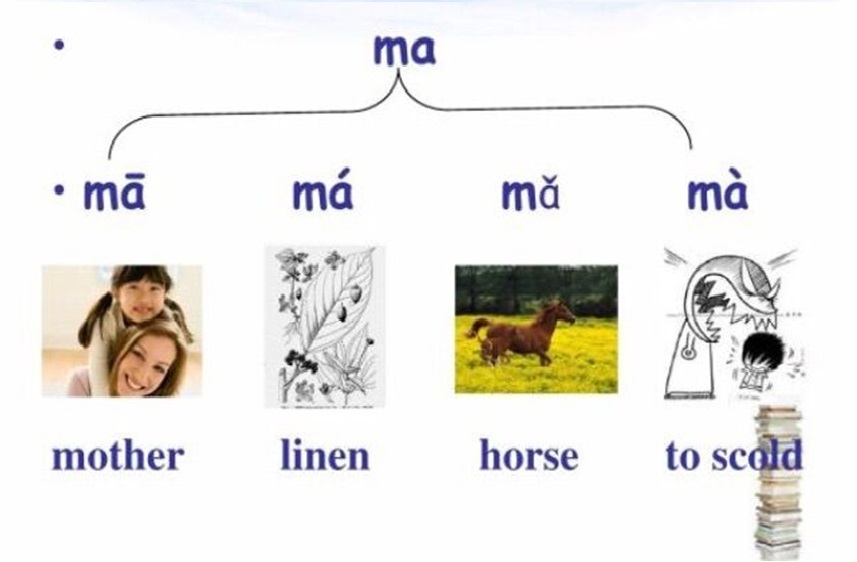 • ma
• mā má mǎ mà
mother linen horse to scold